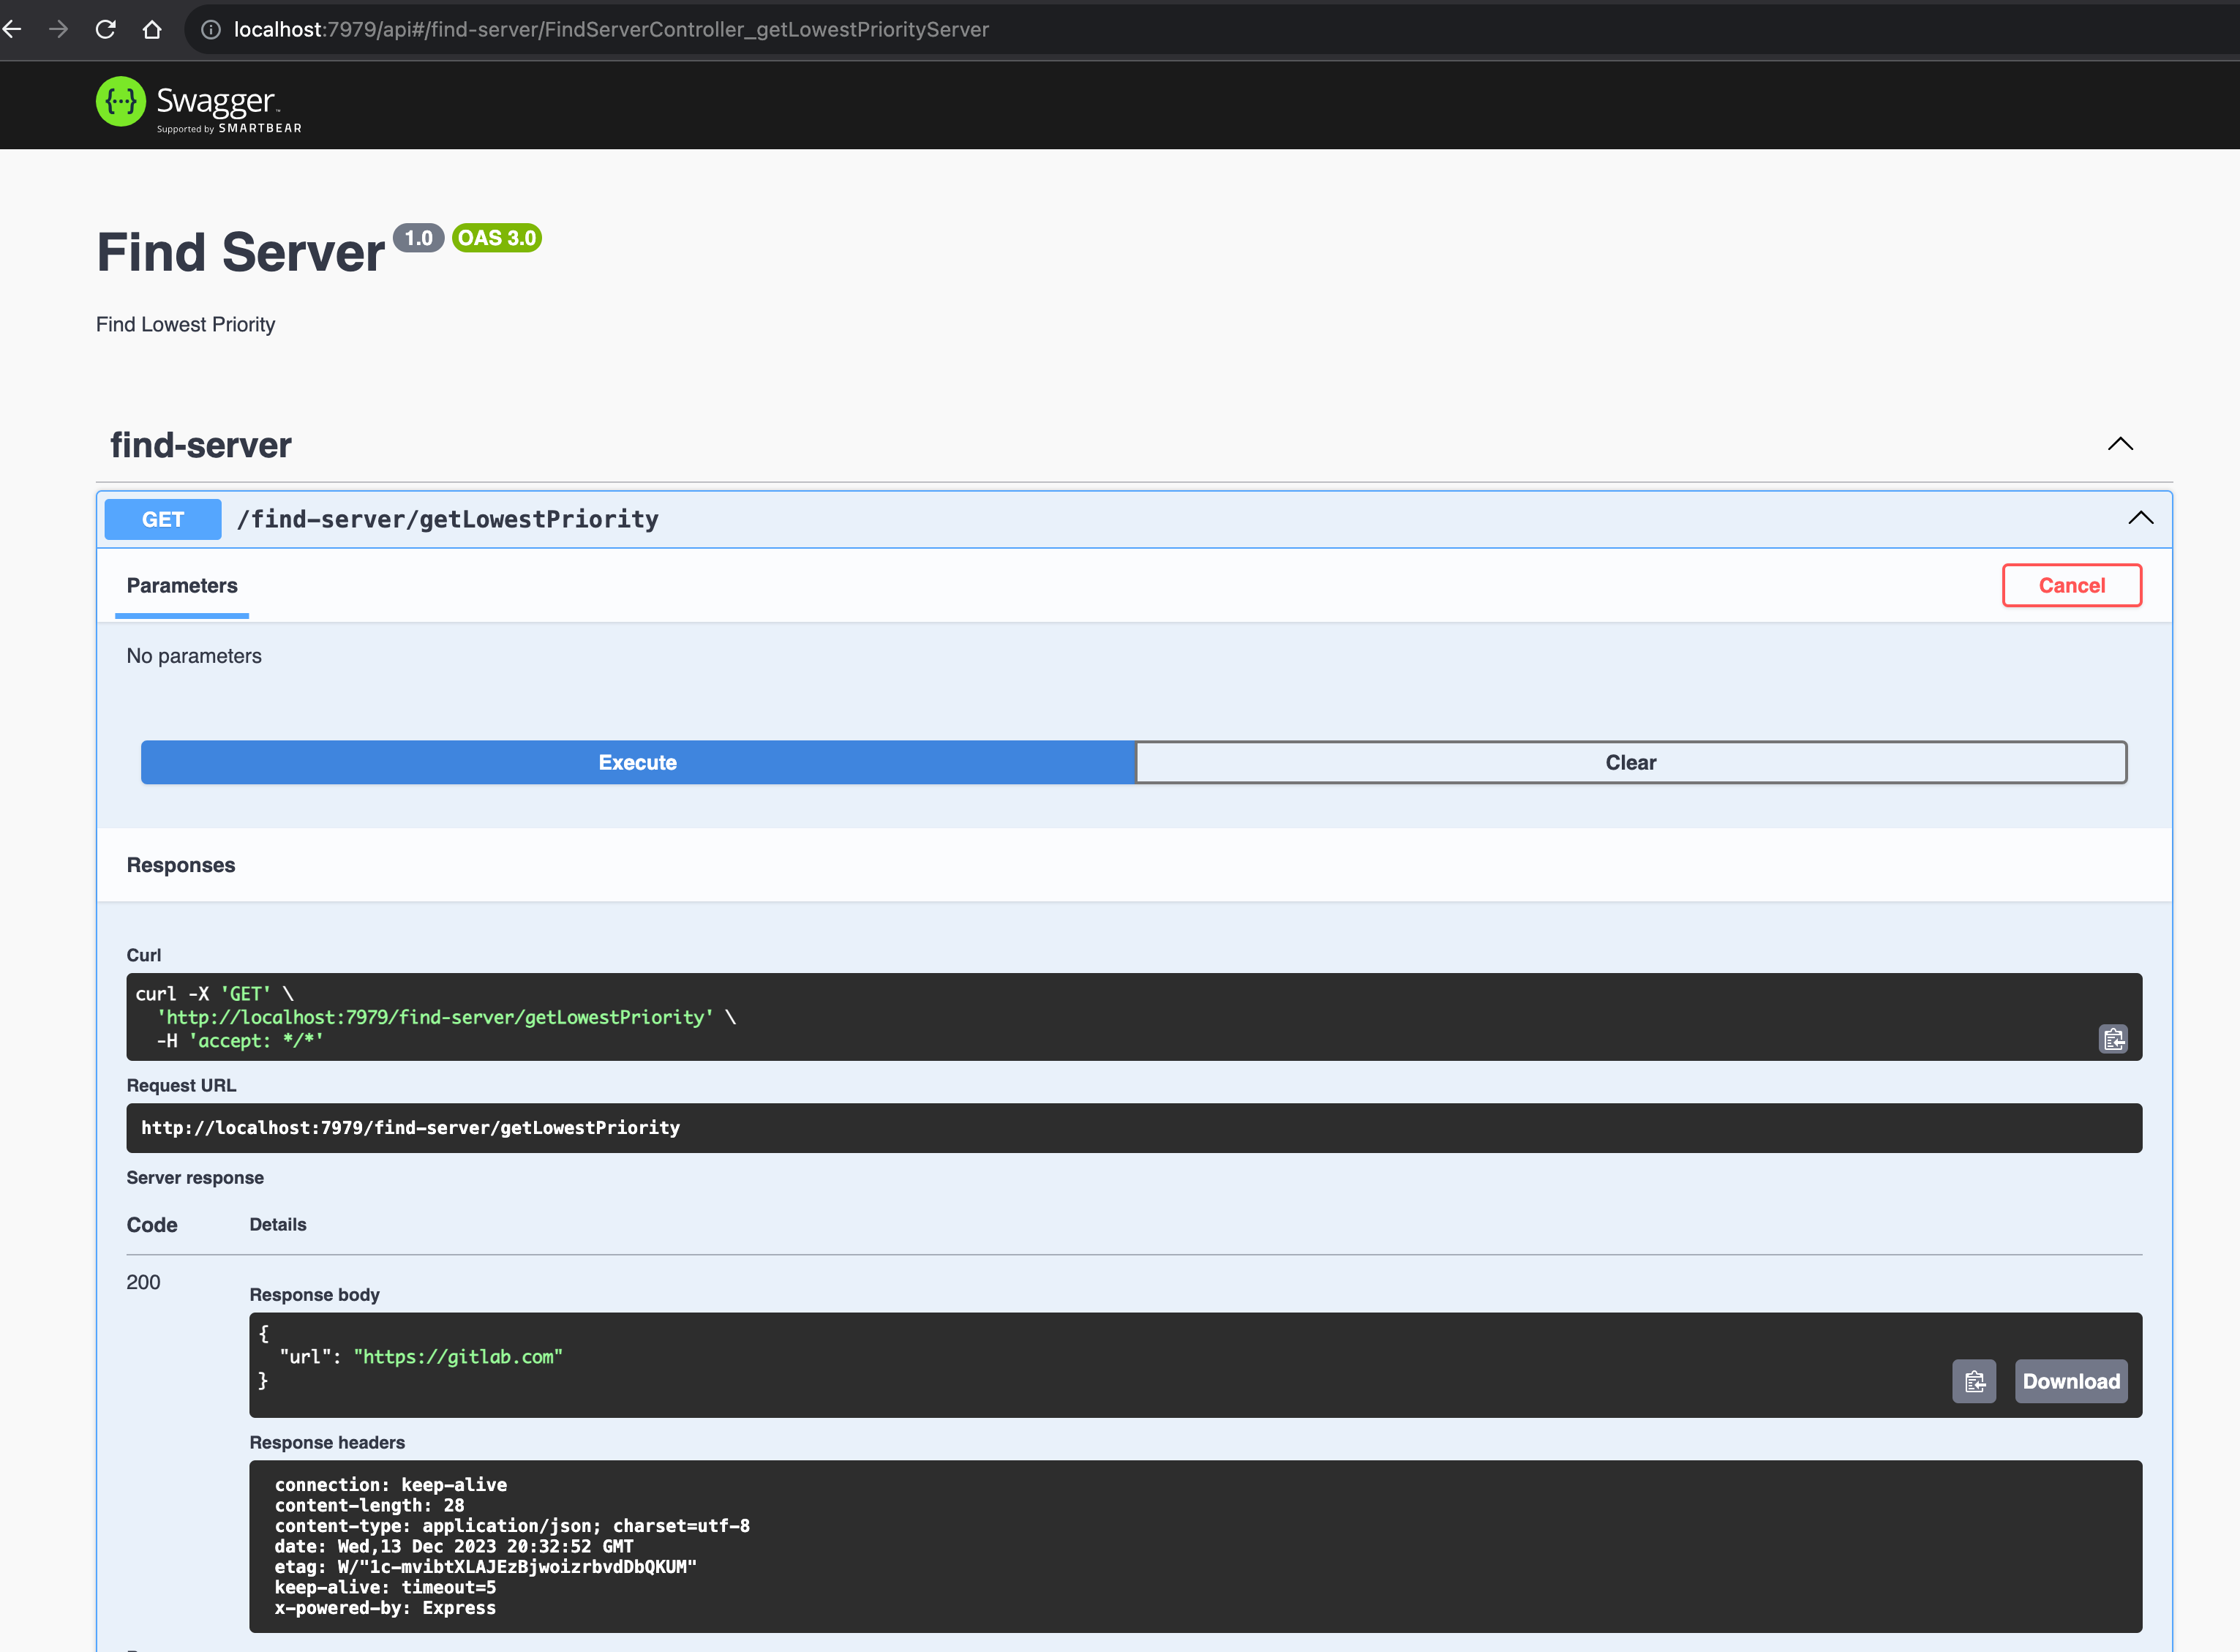 localhost:7979/api#/find-server/FindServerController_getLowestPriorityServer
{···} Swagger™
Supported by SMARTBEAR
Find Server 1.0 OAS 3.0
Find Lowest Priority
find-server
GET /find-server/getLowestPriority
Parameters Cancel
No parameters
Execute Clear
Responses
Curl
curl -X 'GET' \
'http://localhost:7979/find-server/getLowestPriority' \
-H 'accept: */*'
Request URL
http://localhost:7979/find-server/getLowestPriority
Server response
Code Details
200
Response body
{
"url": "https://gitlab.com"
}
Download
Response headers
connection: keep-alive
content-length: 28
content-type: application/json; charset=utf-8
date: Wed,13 Dec 2023 20:32:52 GMT
etag: W/"1c-mvibtXLAJEzBjwoizrbvdDbQKUM"
keep-alive: timeout=5
x-powered-by: Express